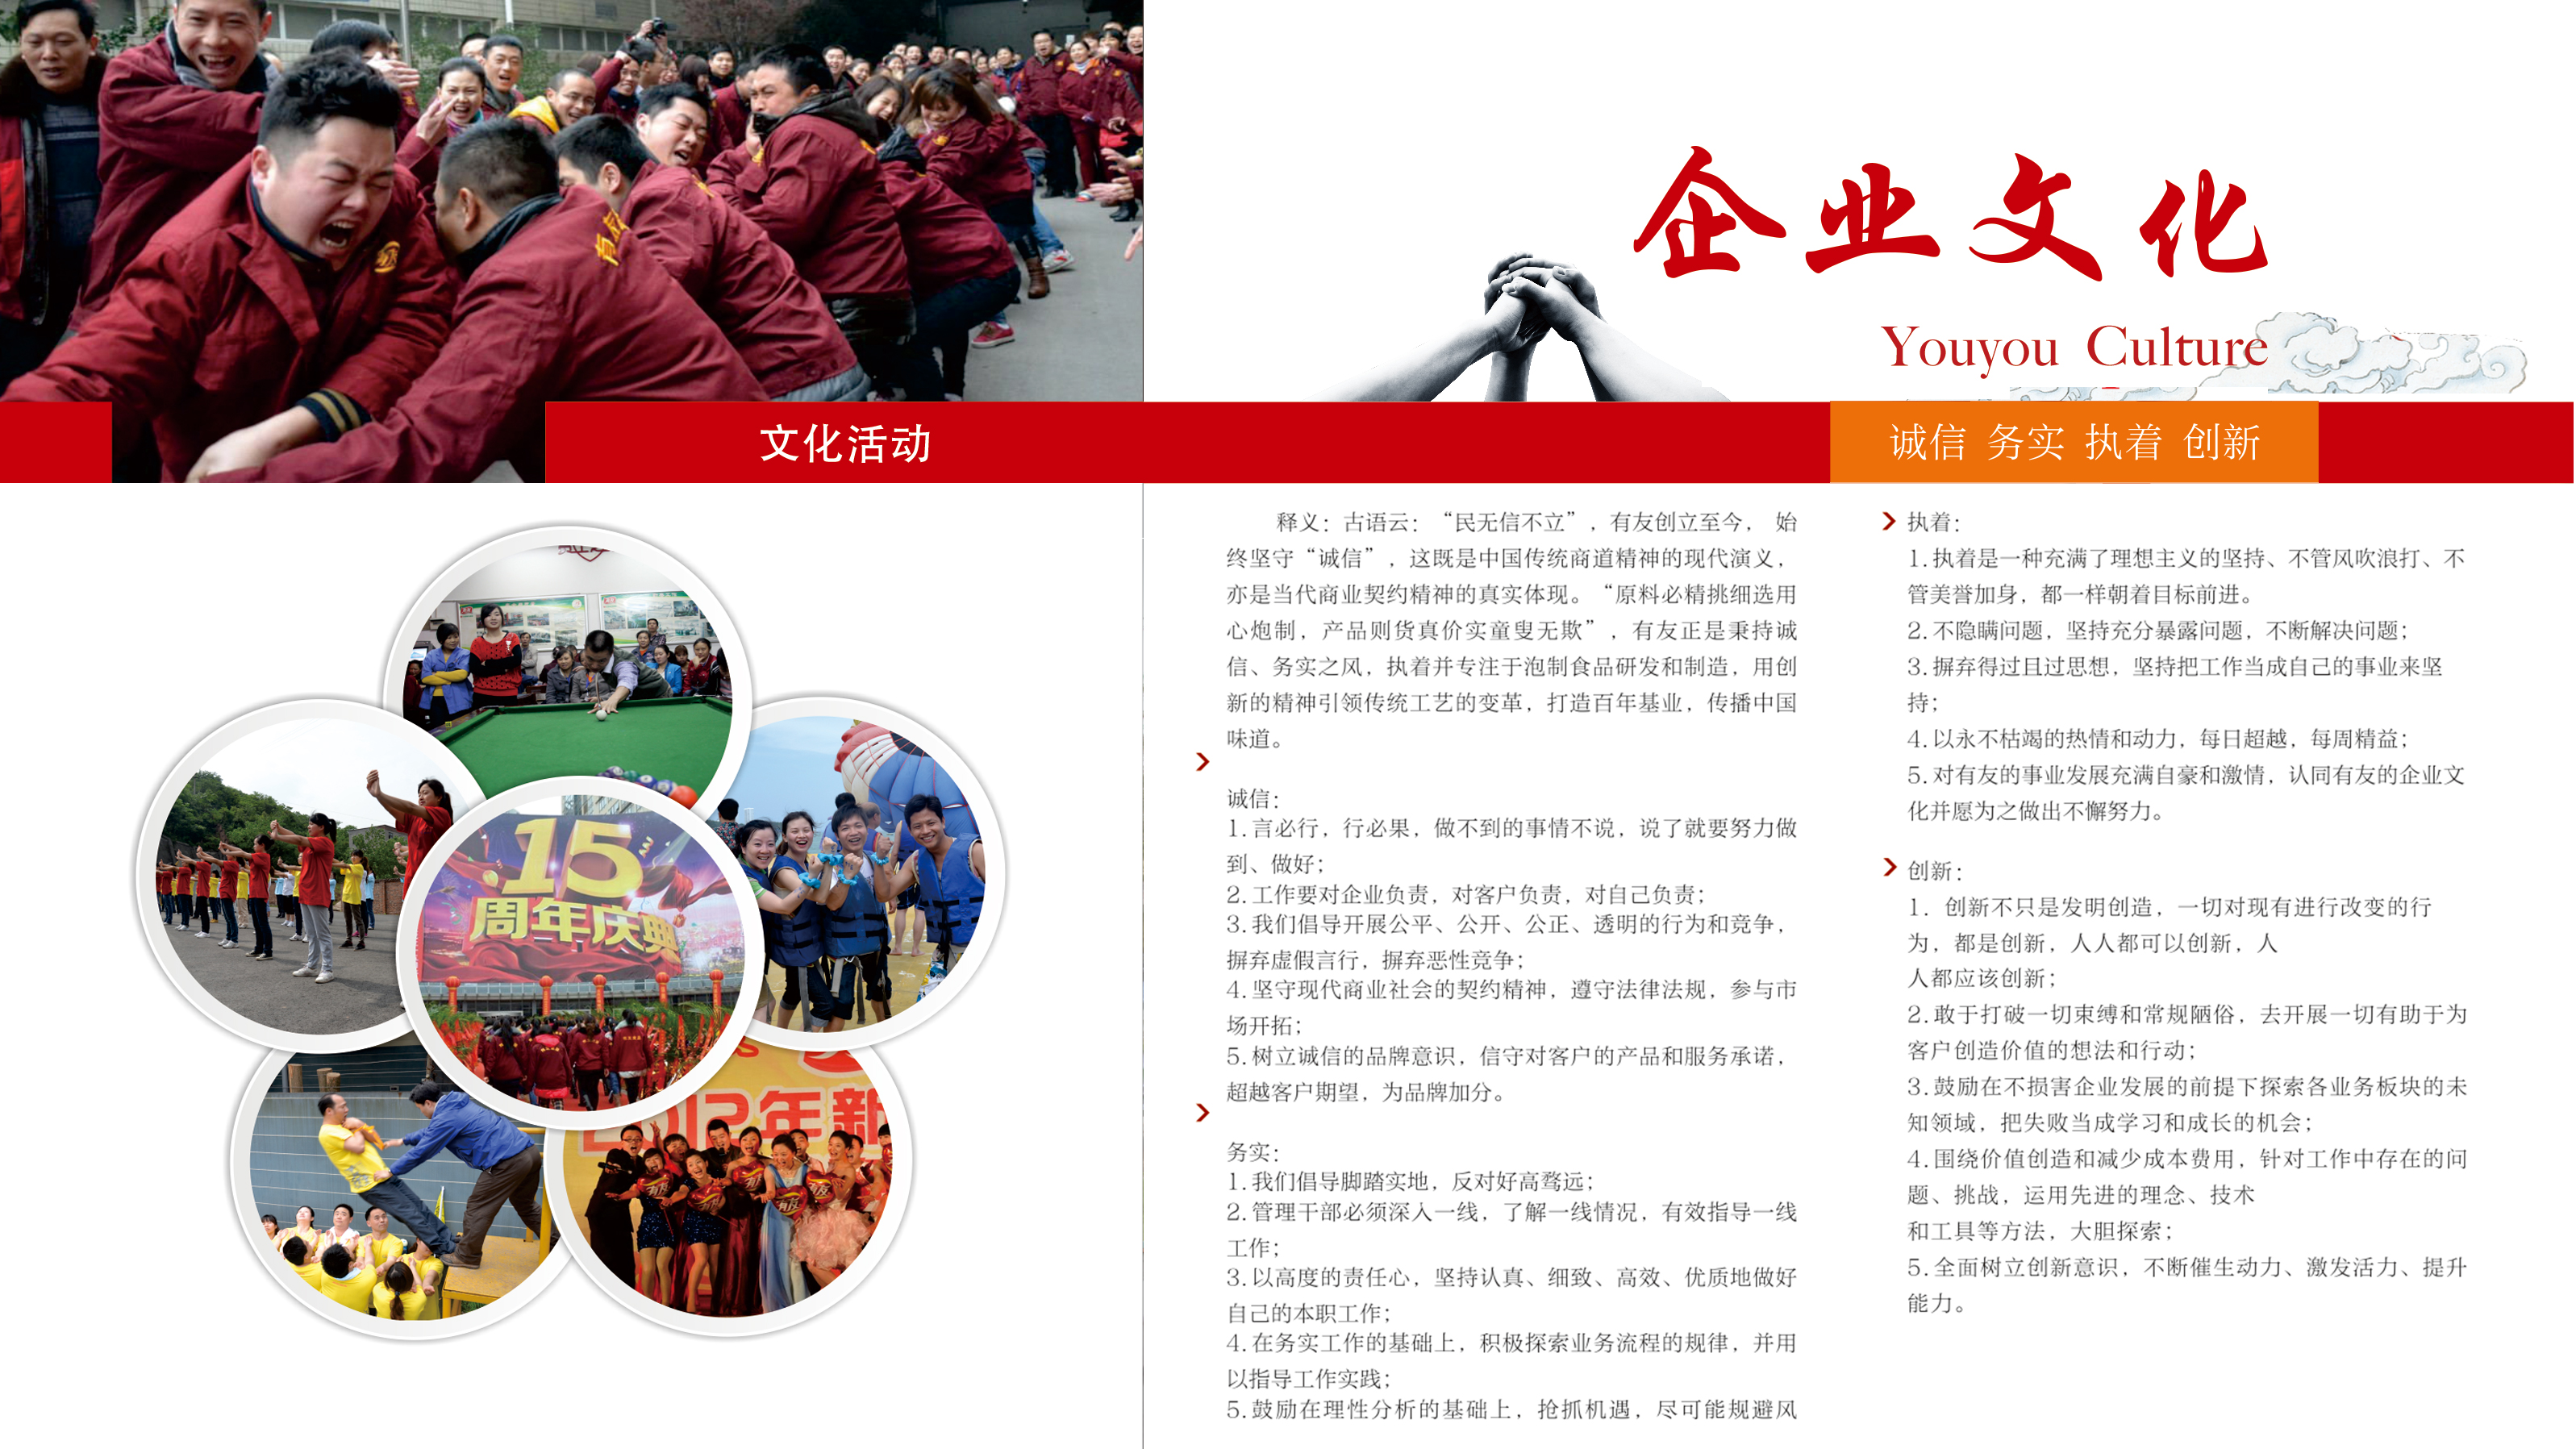 企业文化
Youyou Culture
文化活动
诚信 务实 执着 创新
15
周年庆典
2012年新
有友
有友
释义：古语云：“民无信不立”，有友创立至今， 始
终坚守“诚信”，这既是中国传统商道精神的现代演义，
亦是当代商业契约精神的真实体现。“原料必精挑细选用
心炮制，产品则货真价实童叟无欺”，有友正是秉持诚
信、务实之风，执着并专注于泡制食品研发和制造，用创
新的精神引领传统工艺的变革，打造百年基业，传播中国
味道。
诚信：
1.言必行，行必果，做不到的事情不说，说了就要努力做
到、做好；
2.工作要对企业负责，对客户负责，对自己负责；
3.我们倡导开展公平、公开、公正、透明的行为和竞争，
摒弃虚假言行，摒弃恶性竞争；
4.坚守现代商业社会的契约精神，遵守法律法规，参与市
场开拓；
5.树立诚信的品牌意识，信守对客户的产品和服务承诺，
超越客户期望，为品牌加分。
务实：
1.我们倡导脚踏实地，反对好高骛远；
2.管理干部必须深入一线，了解一线情况，有效指导一线
工作；
3.以高度的责任心，坚持认真、细致、高效、优质地做好
自己的本职工作；
4.在务实工作的基础上，积极探索业务流程的规律，并用
以指导工作实践；
5.鼓励在理性分析的基础上，抢抓机遇，尽可能规避风
执着：
1.执着是一种充满了理想主义的坚持、不管风吹浪打、不
管美誉加身，都一样朝着目标前进。
2.不隐瞒问题，坚持充分暴露问题，不断解决问题；
3.摒弃得过且过思想，坚持把工作当成自己的事业来坚
持；
4.以永不枯竭的热情和动力，每日超越，每周精益；
5.对有友的事业发展充满自豪和激情，认同有友的企业文
化并愿为之做出不懈努力。
创新：
1. 创新不只是发明创造，一切对现有进行改变的行
为，都是创新，人人都可以创新，人
人都应该创新；
2.敢于打破一切束缚和常规陋俗，去开展一切有助于为
客户创造价值的想法和行动；
3.鼓励在不损害企业发展的前提下探索各业务板块的未
知领域，把失败当成学习和成长的机会；
4.围绕价值创造和减少成本费用，针对工作中存在的问
题、挑战，运用先进的理念、技术
和工具等方法，大胆探索；
5.全面树立创新意识，不断催生动力、激发活力、提升
能力。